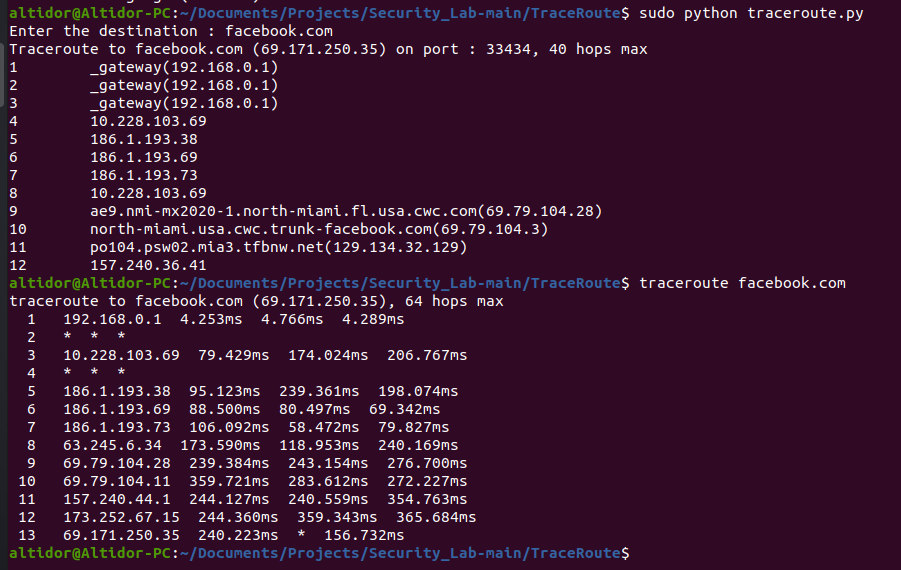 altidor@Altidor-PC:~/Documents/Projects/Security_Lab-main/TraceRoute$ sudo python traceroute.py
Enter the destination : facebook.com
Traceroute to facebook.com (69.171.250.35) on port : 33434, 40 hops max
1 _gateway(192.168.0.1)
2 _gateway(192.168.0.1)
3 _gateway(192.168.0.1)
4 10.228.103.69
5 186.1.193.38
6 186.1.193.69
7 186.1.193.73
8 10.228.103.69
9 ae9.nmi-mx2020-1.north-miami.fl.usa.cwc.com(69.79.104.28)
10 north-miami.usa.cwc.trunk-facebook.com(69.79.104.3)
11 po104.psw02.mia3.tfbnw.net(129.134.32.129)
12 157.240.36.41
altidor@Altidor-PC:~/Documents/Projects/Security_Lab-main/TraceRoute$ traceroute facebook.com
traceroute to facebook.com (69.171.250.35), 64 hops max
1 192.168.0.1 4.253ms 4.766ms 4.289ms
2 * * *
3 10.228.103.69 79.429ms 174.024ms 206.767ms
4 * * *
5 186.1.193.38 95.123ms 239.361ms 198.074ms
6 186.1.193.69 88.500ms 80.497ms 69.342ms
7 186.1.193.73 106.092ms 58.472ms 79.827ms
8 63.245.6.34 173.590ms 118.953ms 240.169ms
9 69.79.104.28 239.384ms 243.154ms 276.700ms
10 69.79.104.11 359.721ms 283.612ms 272.227ms
11 157.240.44.1 244.127ms 240.559ms 354.763ms
12 173.252.67.15 244.360ms 359.343ms 365.684ms
13 69.171.250.35 240.223ms * 156.732ms
altidor@Altidor-PC:~/Documents/Projects/Security_Lab-main/TraceRoute$